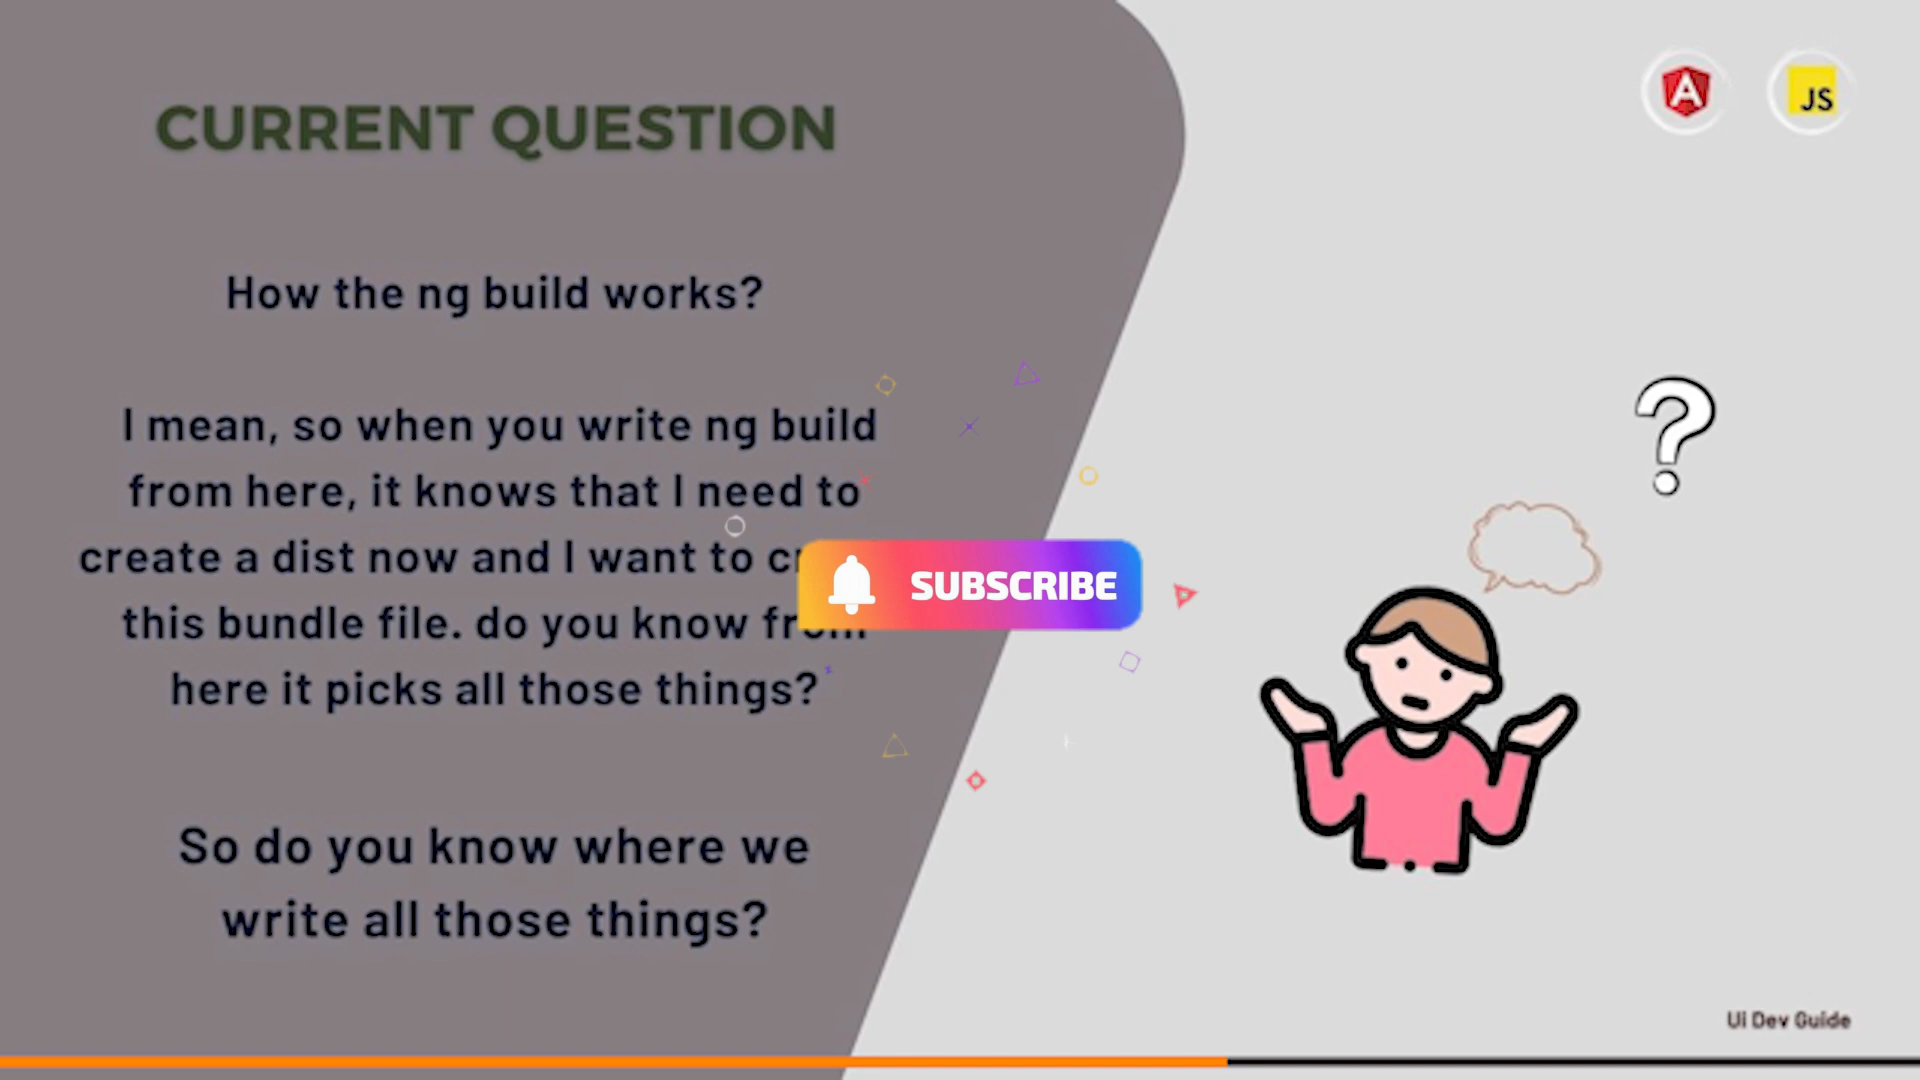 CURRENT QUESTION
JS
How the ng build works?
I mean, so when you write ng build
from here, it knows that I need to
create a dist now and I want to
this bundle file. do you know from
here it picks all those things?
SUBSCRIBE
So do you know where we
write all those things?
Ui Dev Guide